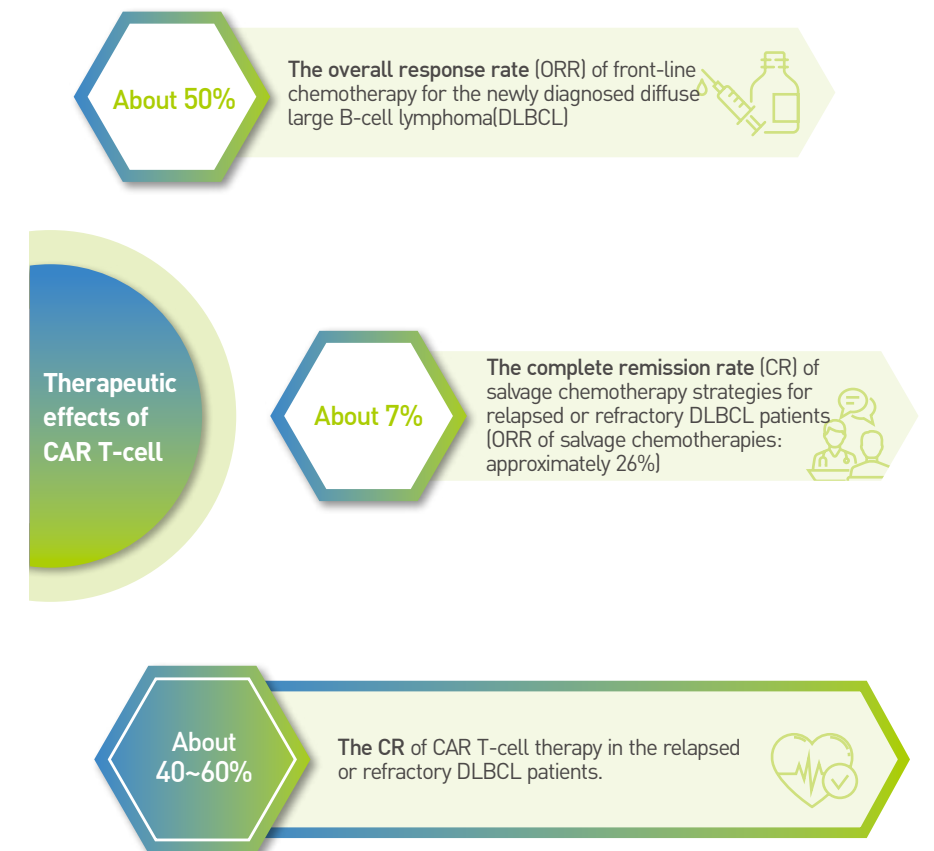 About 50%
The overall response rate (ORR) of front-line
chemotherapy for the newly diagnosed diffuse
large B-cell lymphoma(DLBCL)
Therapeutic
effects of
CAR T-cell
About 7%
The complete remission rate (CR) of
salvage chemotherapy strategies for
relapsed or refractory DLBCL patients
(ORR of salvage chemotherapies:
approximately 26%)
About
40~60%
The CR of CAR T-cell therapy in the relapsed
or refractory DLBCL patients.